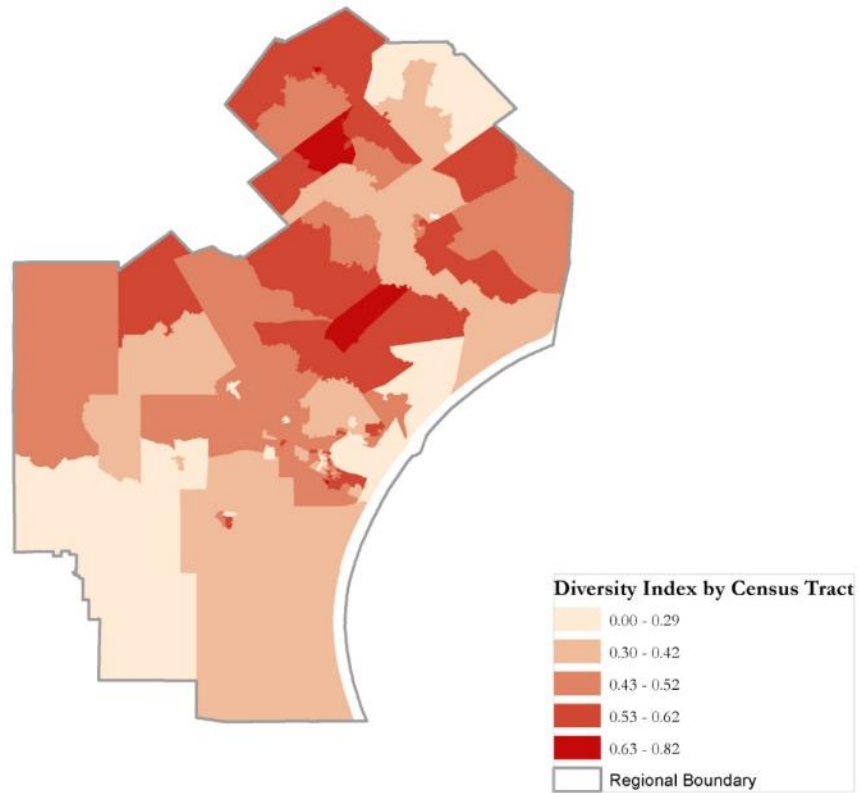 Diversity Index by Census Tract
0.00 - 0.29
0.30 - 0.42
0.43 - 0.52
0.53 - 0.62
0.63 - 0.82
Regional Boundary